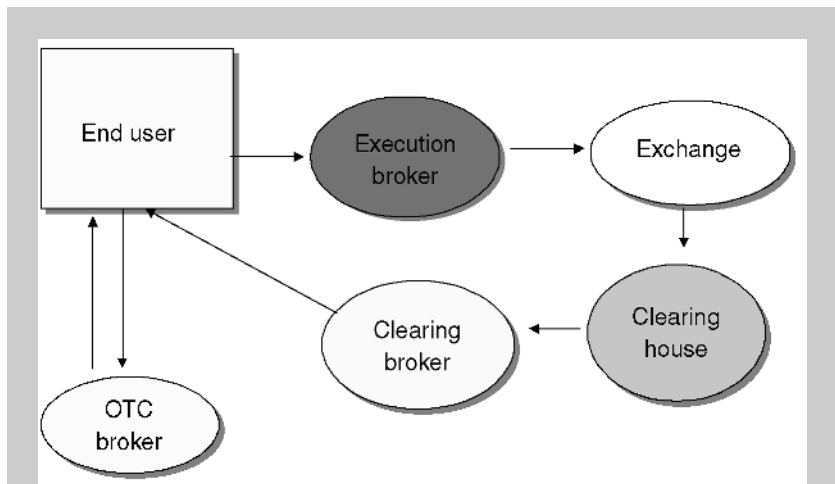 End user
Execution
broker
Exchange
Clearing
broker
Clearing
house
OTC
broker